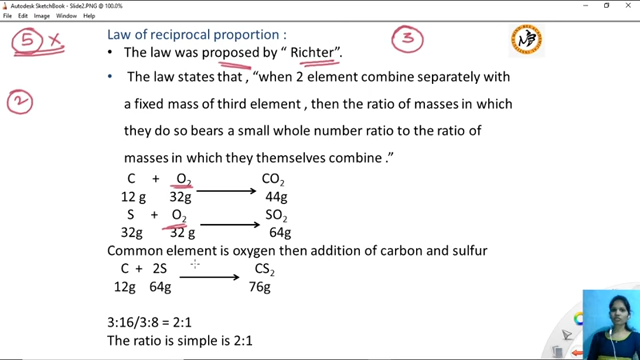 Autodesk SketchBook - Slide2.PNG @ 100.0%
File Edit Image Window Help
5 x
Law of reciprocal proportion :
3
• The law was proposed by “ Richter”.
• The law states that , “when 2 element combine separately with
2
a fixed mass of third element , then the ratio of masses in which
they do so bears a small whole number ratio to the ratio of
masses in which they themselves combine .”
C + O2 CO2
12 g 32g 44g
S + O2 SO2
32g 32 g 64g
Common element is oxygen then addition of carbon and sulfur
C + 2S CS2
12g 64g 76g
3:16/3:8 = 2:1
The ratio is simple is 2:1